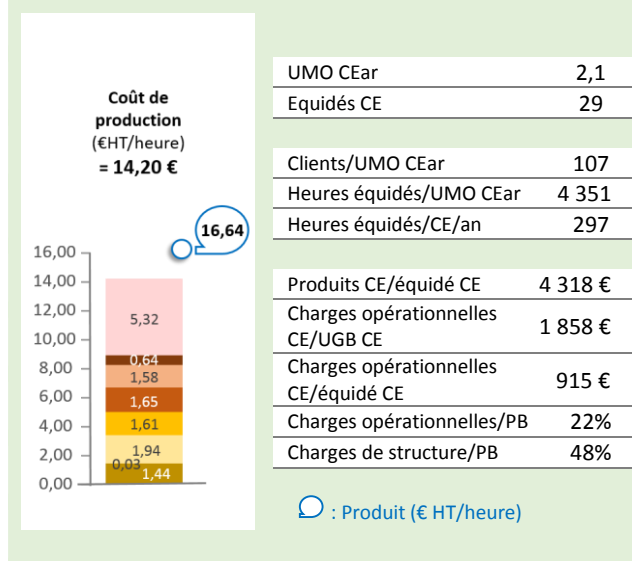 Coût de
production
(€HT/heure)
= 14,20 €
16,64
16,00
14,00
12,00
10,00
8,00
6,00
4,00
2,00
0,00
5,32
0,64
1,58
1,65
1,61
1,94
0,03
1,44
UMO CEar 2,1
Equidés CE 29
Clients/UMO CEar 107
Heures équidés/UMO CEar 4 351
Heures équidés/CE/an 297
Produits CE/équidé CE 4 318 €
Charges opérationnelles
CE/UGB CE 1 858 €
Charges opérationnelles
CE/équidé CE 915 €
Charges opérationnelles/PB 22%
Charges de structure/PB 48%
: Produit (€ HT/heure)